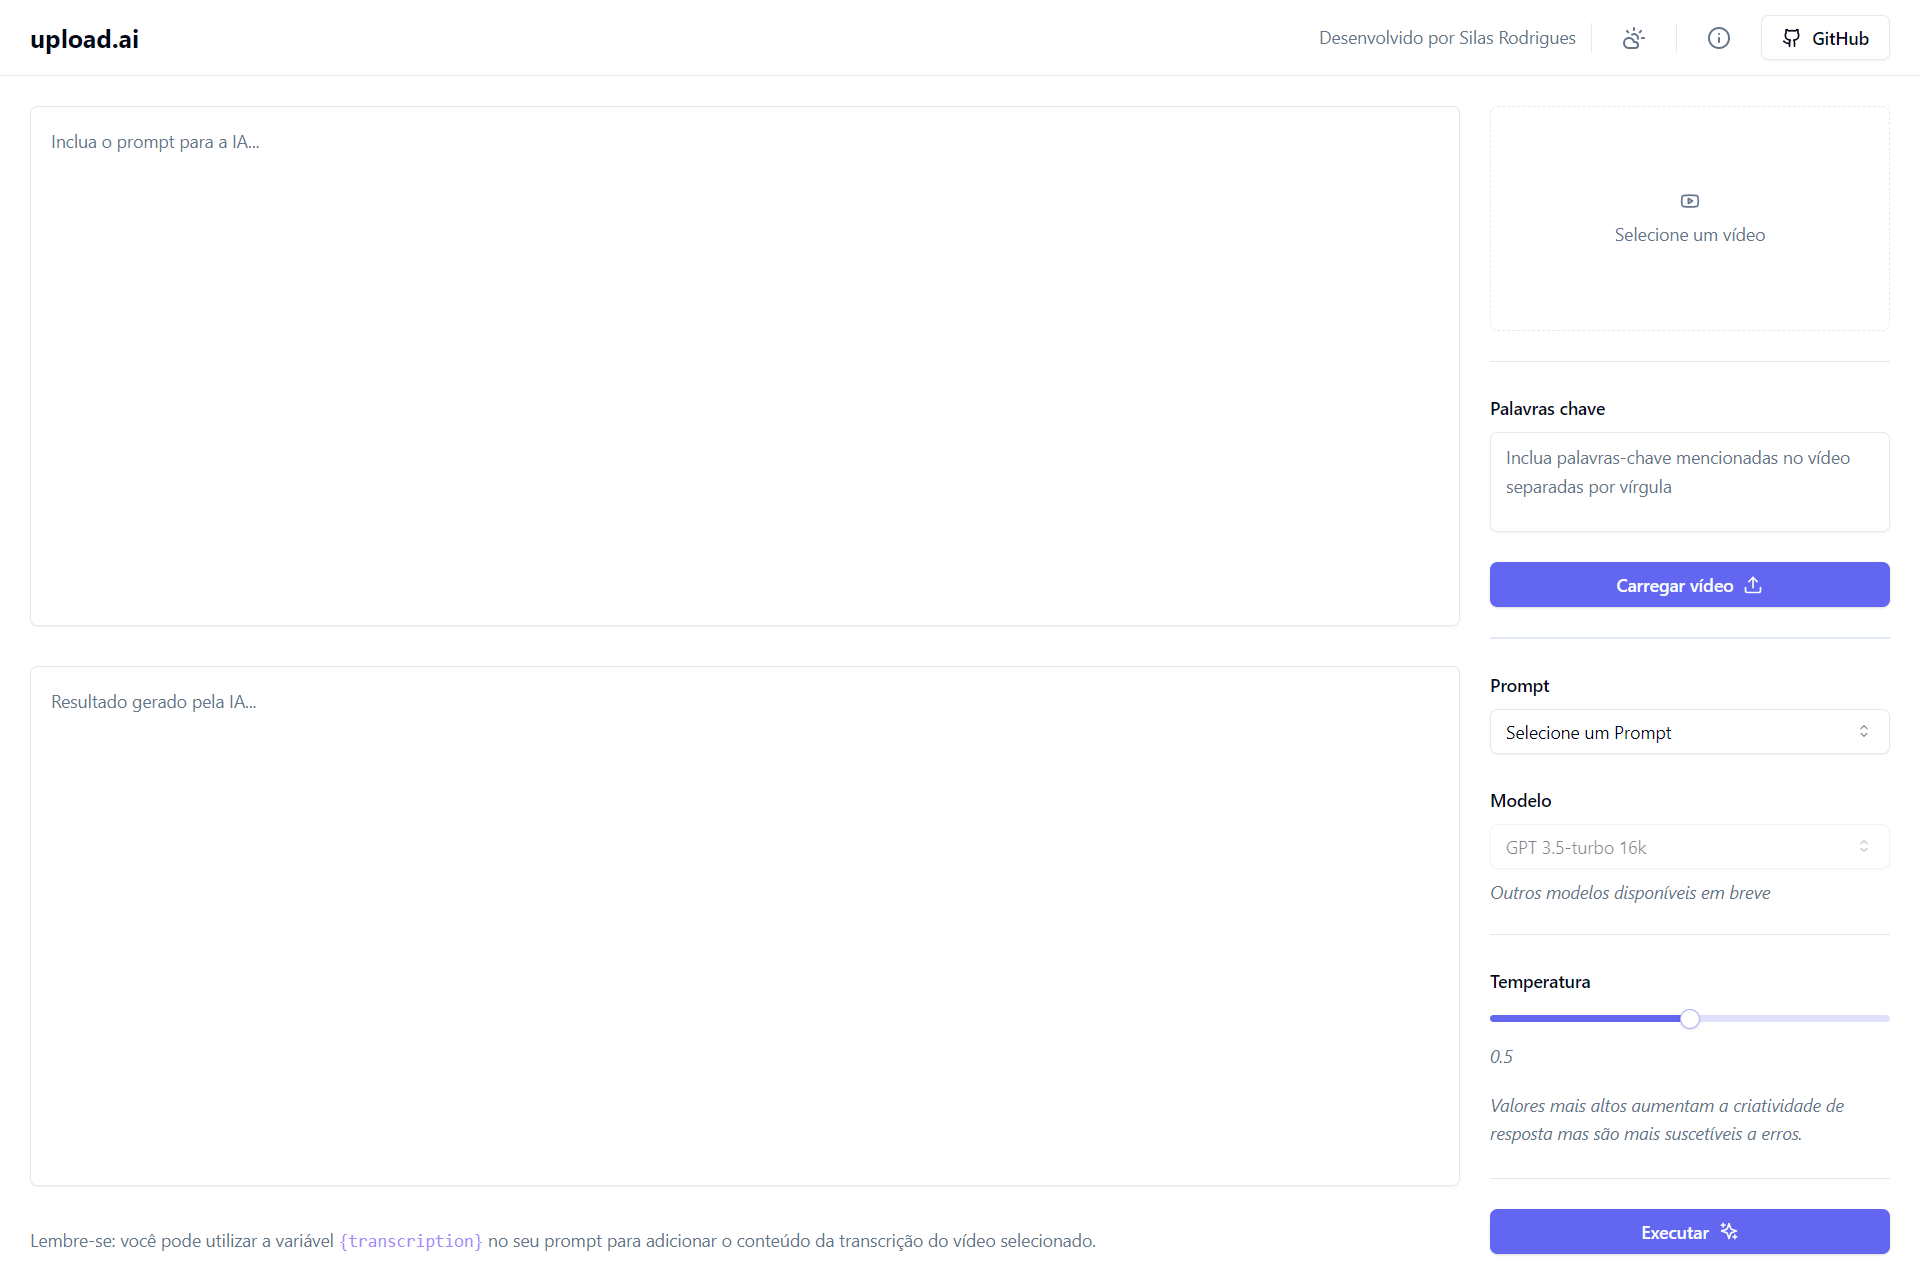 upload.ai
Desenvolvido por Silas Rodrigues
GitHub
Inclua o prompt para a IA...
Resultado gerado pela IA...
Lembre-se: você pode utilizar a variável {transcription} no seu prompt para adicionar o conteúdo da transcrição do vídeo selecionado.
Selecione um vídeo
Palavras chave
Inclua palavras-chave mencionadas no vídeo
separadas por vírgula
Carregar vídeo
Prompt
Selecione um Prompt
Modelo
GPT 3.5-turbo 16k
Outros modelos disponíveis em breve
Temperatura
0.5
Valores mais altos aumentam a criatividade de
resposta mas são mais suscetíveis a erros.
Executar